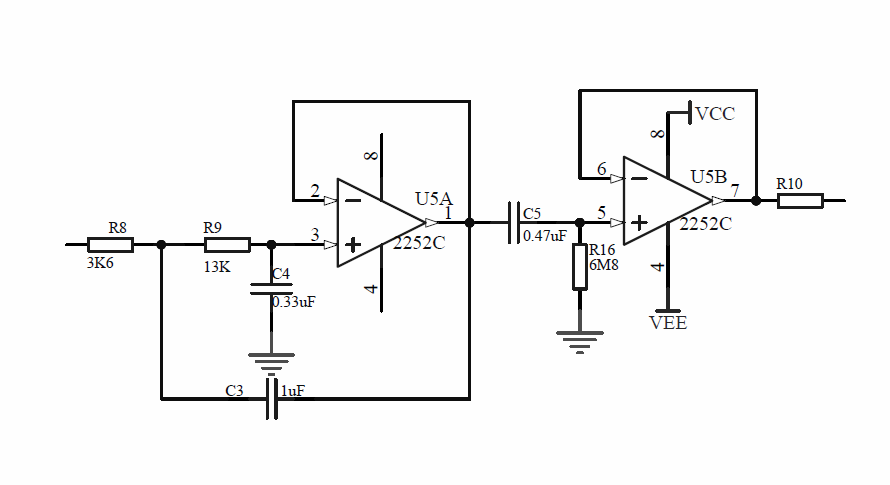 R8
3K6
R9
13K
C4
0.33uF
C3
1uF
2
3
8
4
U5A
1
2252C
C5
0.47uF
R16
6M8
6
5
8
VCC
U5B
7
2252C
4
VEE
R10